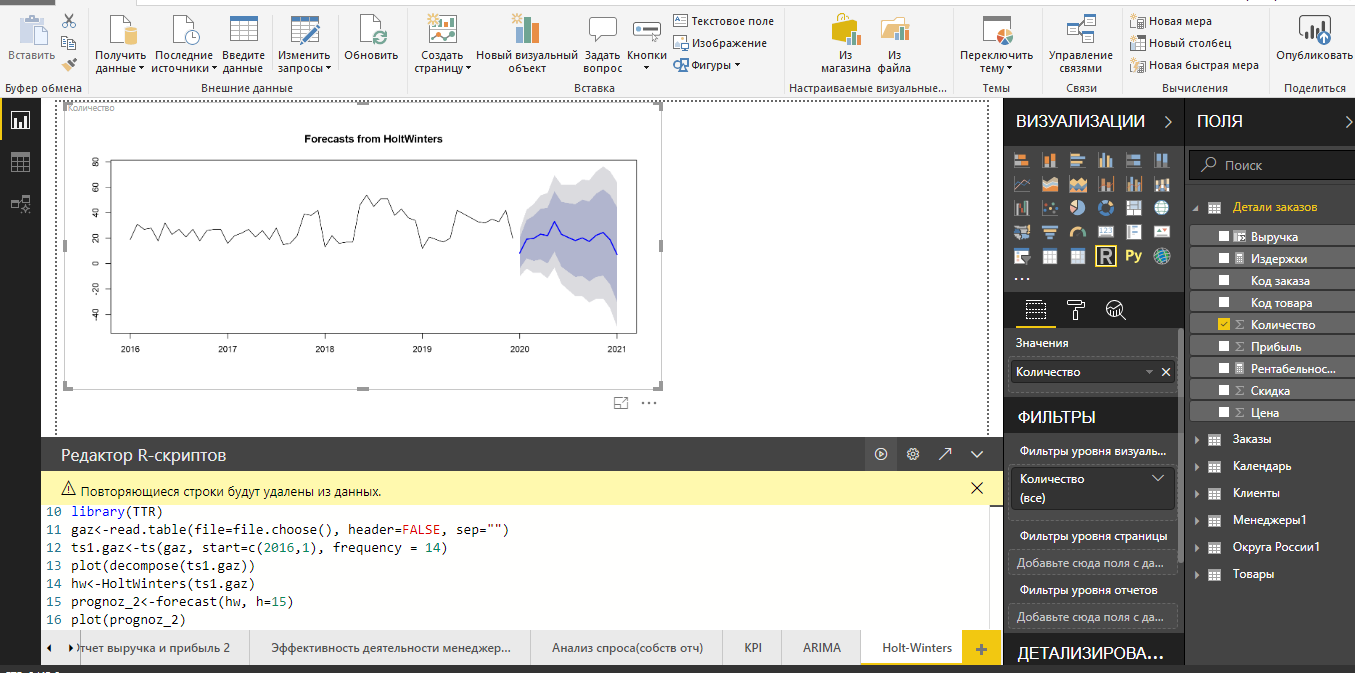 Вставить
Буфер обмена
Получить данные
Последние источники
Введите данные
Изменить запросы
Обновить
Внешние данные
Создать страницу
Новый визуальный объект
Задать вопрос
Кнопки
Текстовое поле
Изображение
Фигуры
Вставка
Из магазина
Из файла
Настраиваемые визуальные...
Переключить тему
Темы
Управление связями
Связи
Новая мера
Новый столбец
Новая быстрая мера
Вычисления
Опубликовать
Поделиться
Количество
Forecasts from HoltWinters
80
60
40
20
0
-20
-40
2016
2017
2018
2019
2020
2021
ВИЗУАЛИЗАЦИИ
R
Py
Значения
Количество
ФИЛЬТРЫ
Фильтры уровня визуаль...
Количество
(все)
Фильтры уровня страницы
Добавьте сюда поля с да...
Фильтры уровня отчетов
Добавьте сюда поля с да...
ДЕТАЛИЗИРОВА...
ПОЛЯ
Поиск
Детали заказов
Выручка
Издержки
Код заказа
Код товара
Количество
Прибыль
Рентабельнос...
Скидка
Цена
Заказы
Календарь
Клиенты
Менеджеры1
Округа России1
Товары
Редактор R-скриптов
Повторяющиеся строки будут удалены из данных.
10 library(TTR)
11 gaz<-read.table(file=file.choose(), header=FALSE, sep="")
12 ts1.gaz<-ts(gaz, start=c(2016,1), frequency = 14)
13 plot(decompose(ts1.gaz))
14 hw<-HoltWinters(ts1.gaz)
15 prognoz_2<-forecast(hw, h=15)
16 plot(prognoz_2)
тчет выручка и прибыль 2
Эффективность деятельности менеджер...
Анализ спроса(собств отч)
KPI
ARIMA
Holt-Winters